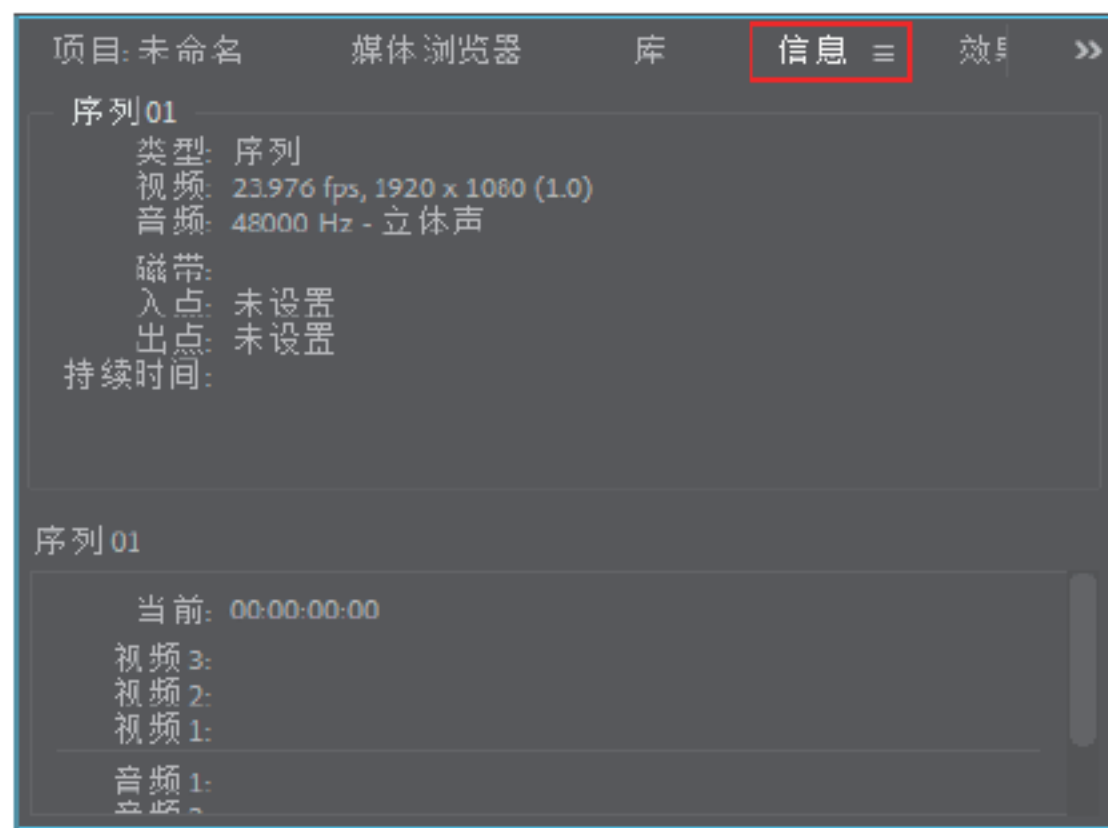 项目:未命名 媒体浏览器 库 信息 ≡ 效 »
序列01
类型: 序列
视频: 23.976 fps, 1920 x 1080 (1.0)
音频: 48000 Hz - 立体声
磁带:
入点: 未设置
出点: 未设置
持续时间:
序列 01
当前: 00:00:00:00
视频 3:
视频 2:
视频 1:
音频 1: